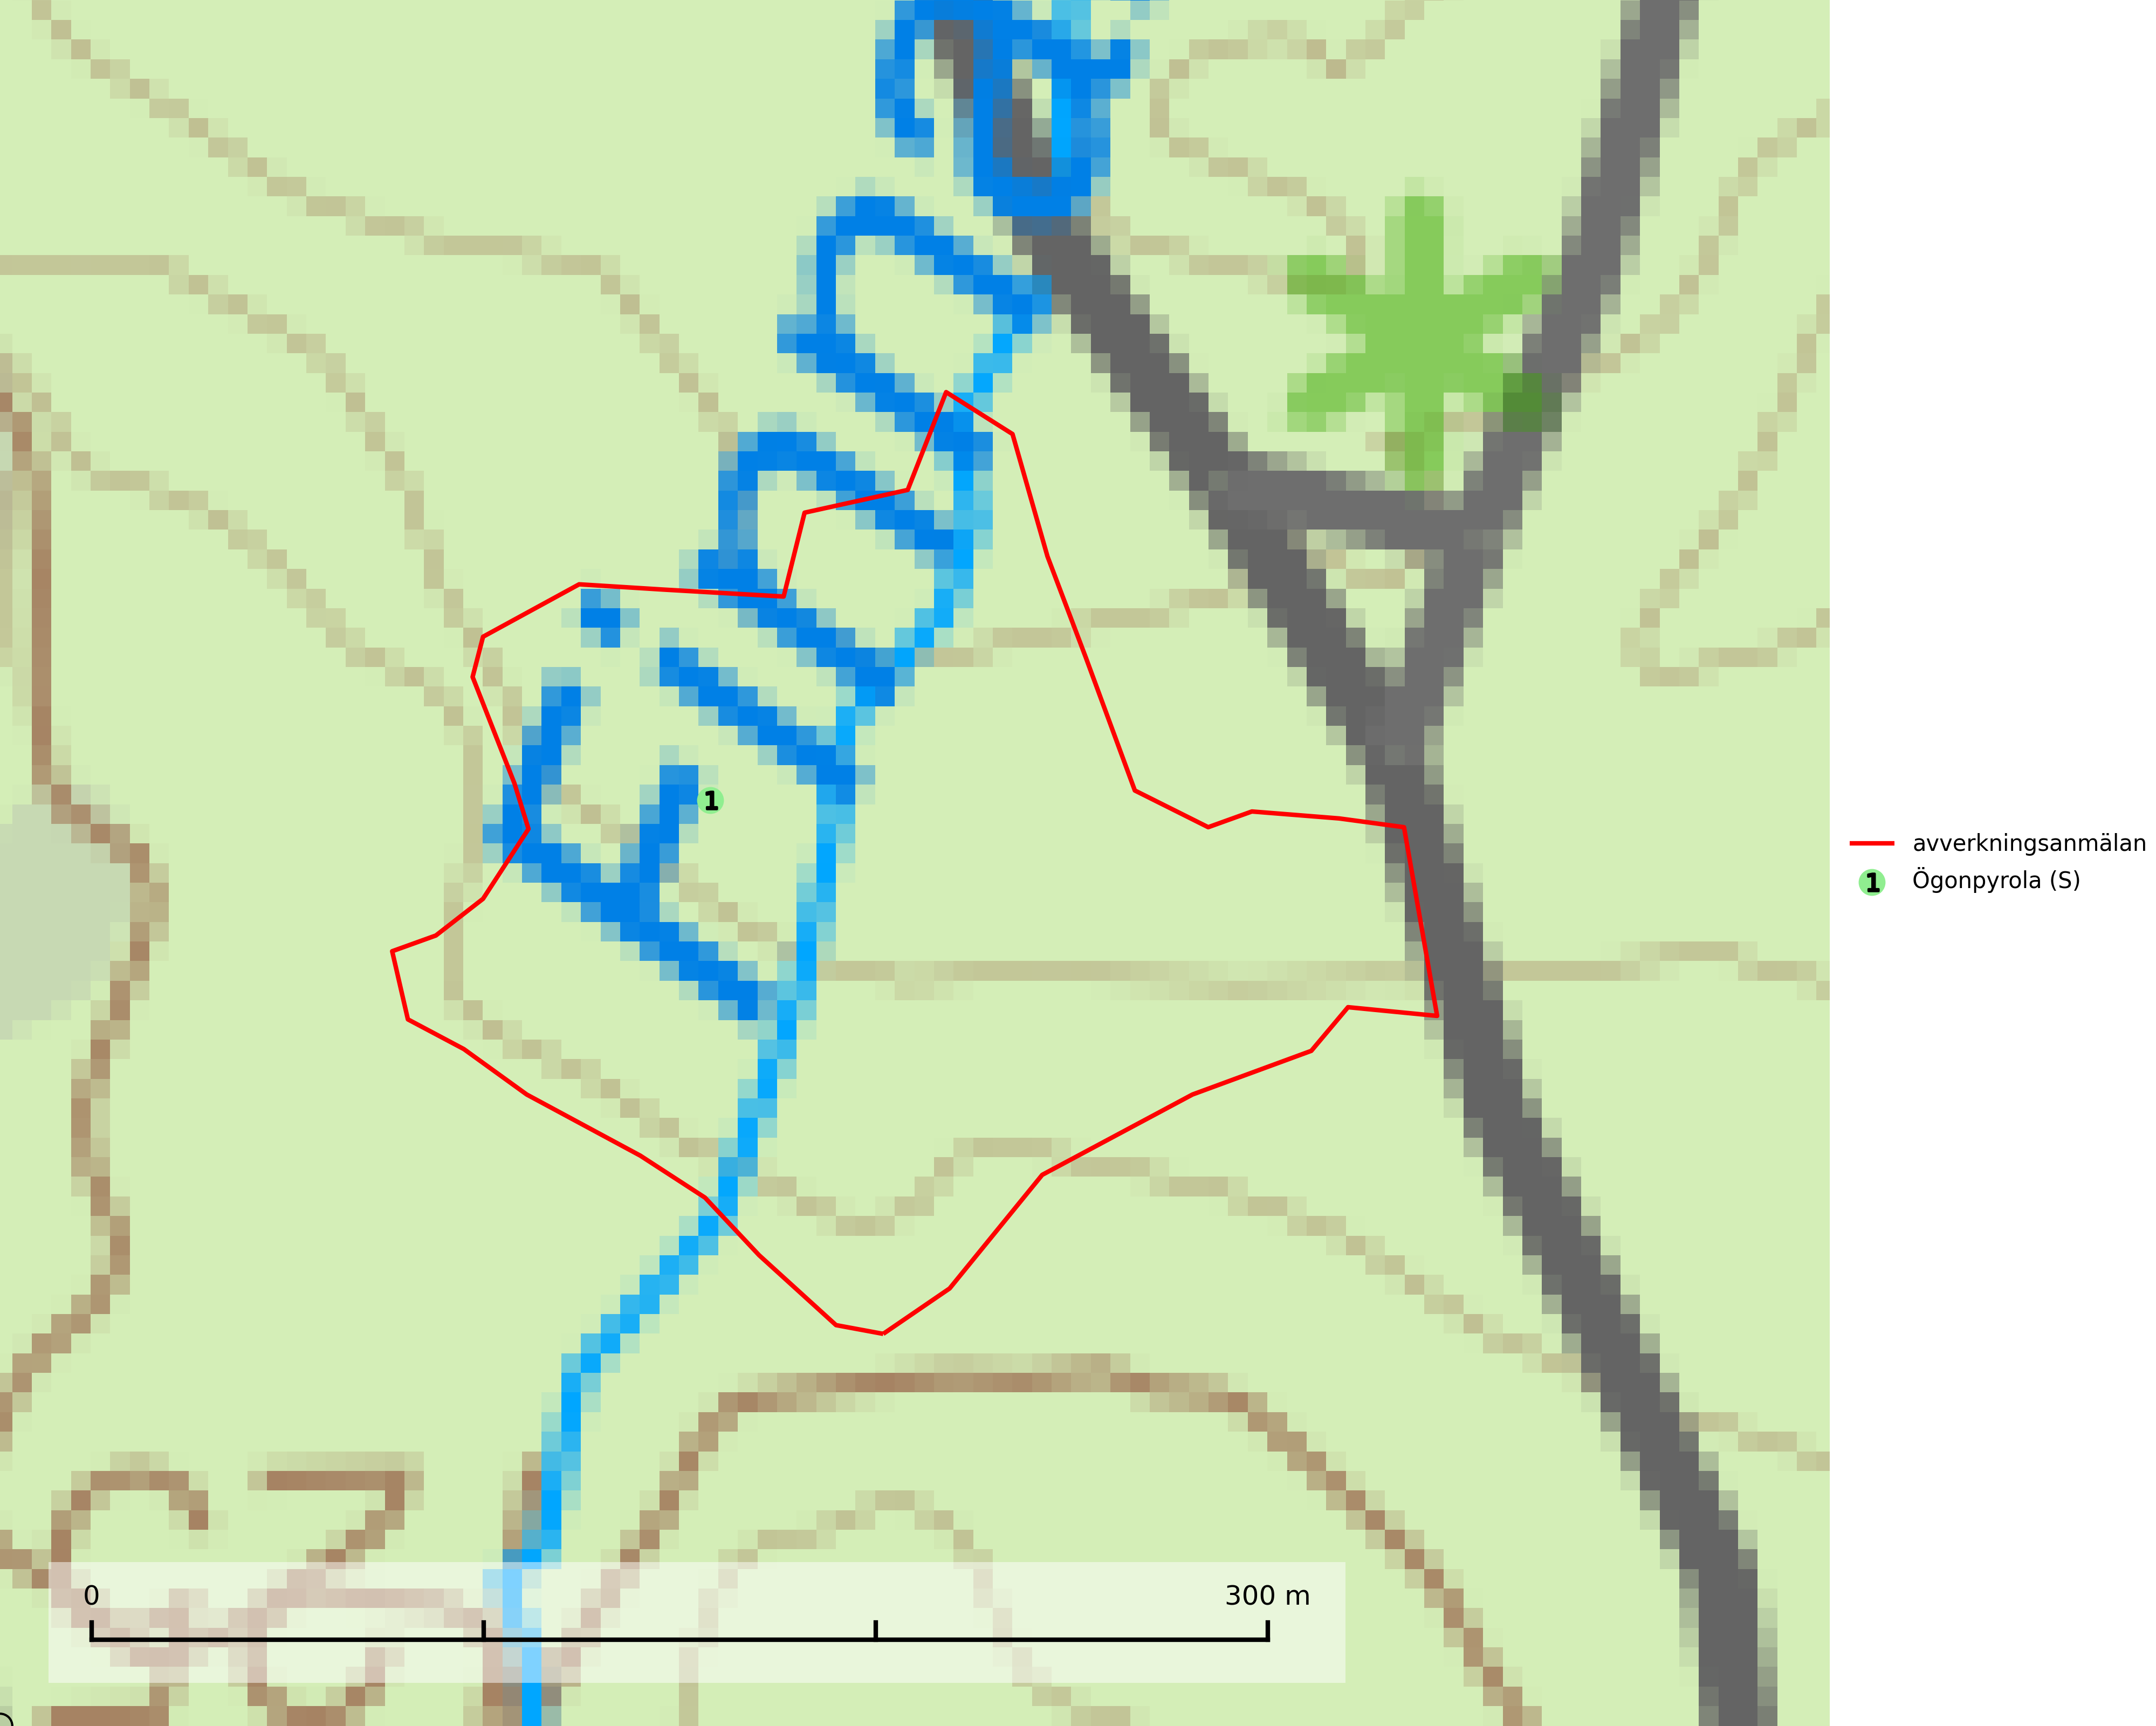 1
avverkningsanmälan
1 Ögonpyrola (S)
0 300 m